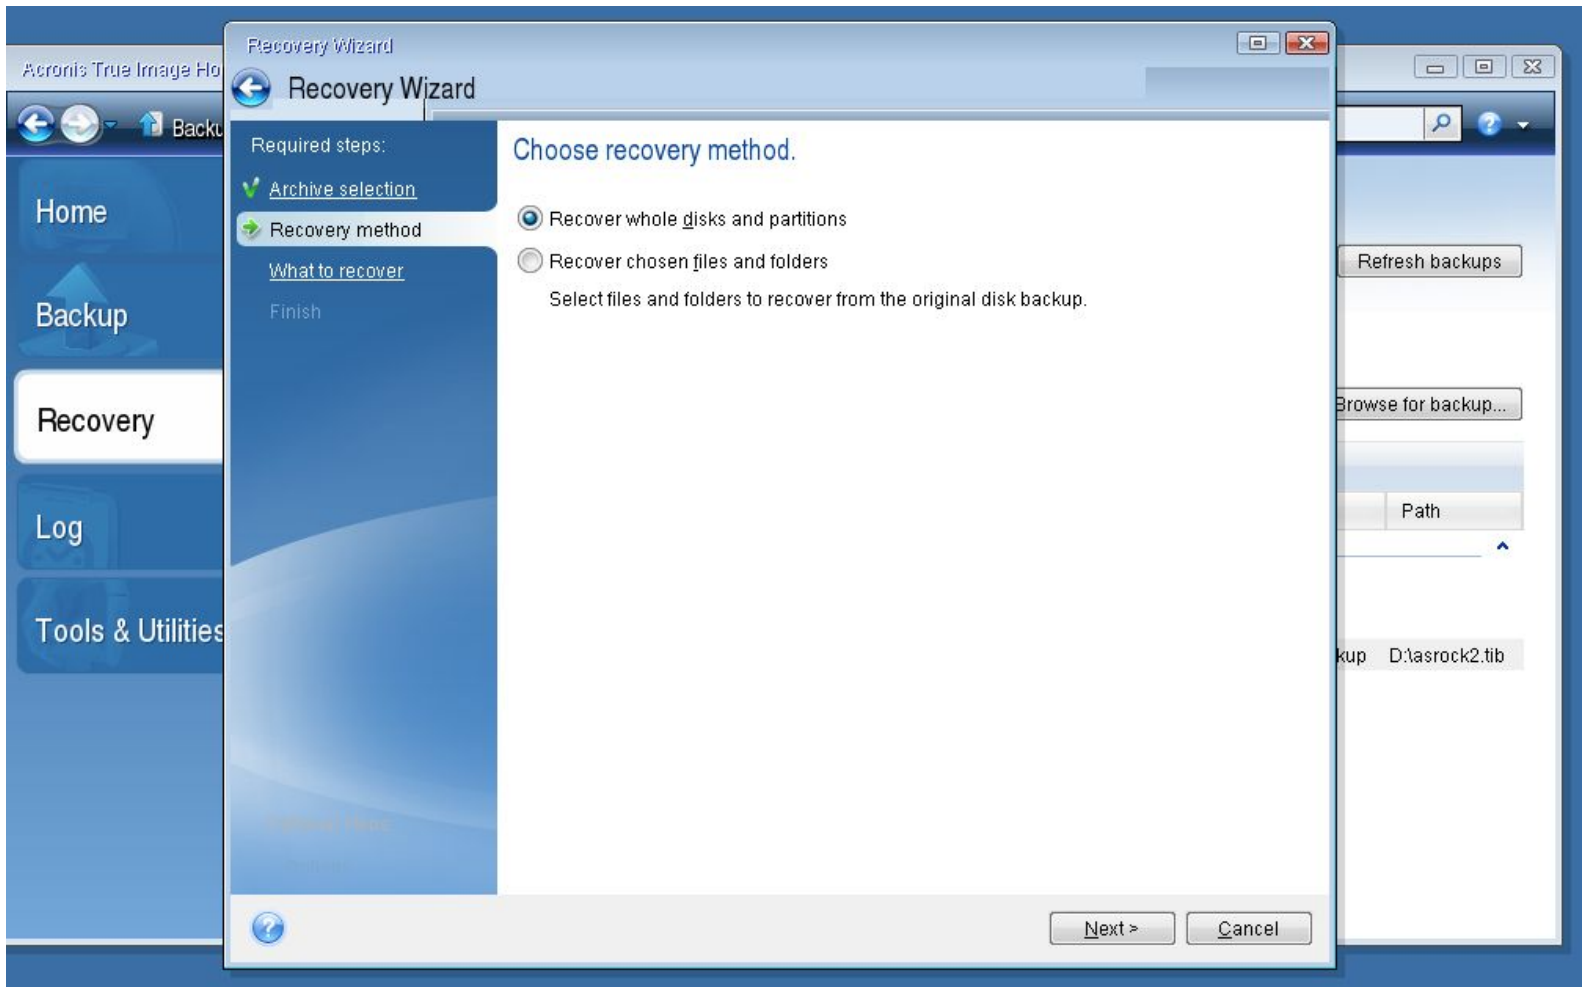 Recovery Wizard
Acronis True Image Ho
Recovery Wizard
Backu
Required steps:
Choose recovery method.
Archive selection
Home
Recover whole disks and partitions
Recovery method
Recover chosen files and folders
Refresh backups
What to recover
Select files and folders to recover from the original disk backup.
Finish
Backup
Browse for backup...
Recovery
Path
Log
Tools & Utilities
kup D:\asrock2.tib
Next >
Cancel